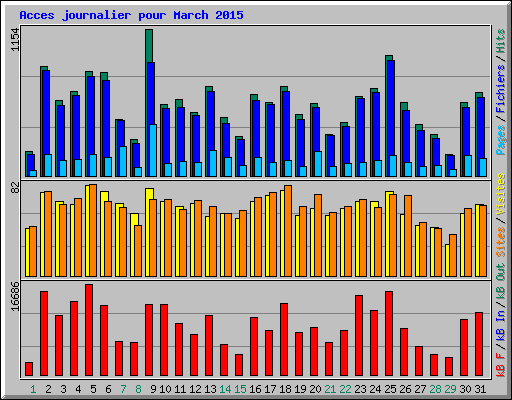 Acces journalier pour March 2015
1154
82
16686
Pages / Fichiers / Hits
Sites / Visites
kB F / kB In / kB Out
1 2 3 4 5 6 7 8 9 10 11 12 13 14 15 16 17 18 19 20 21 22 23 24 25 26 27 28 29 30 31